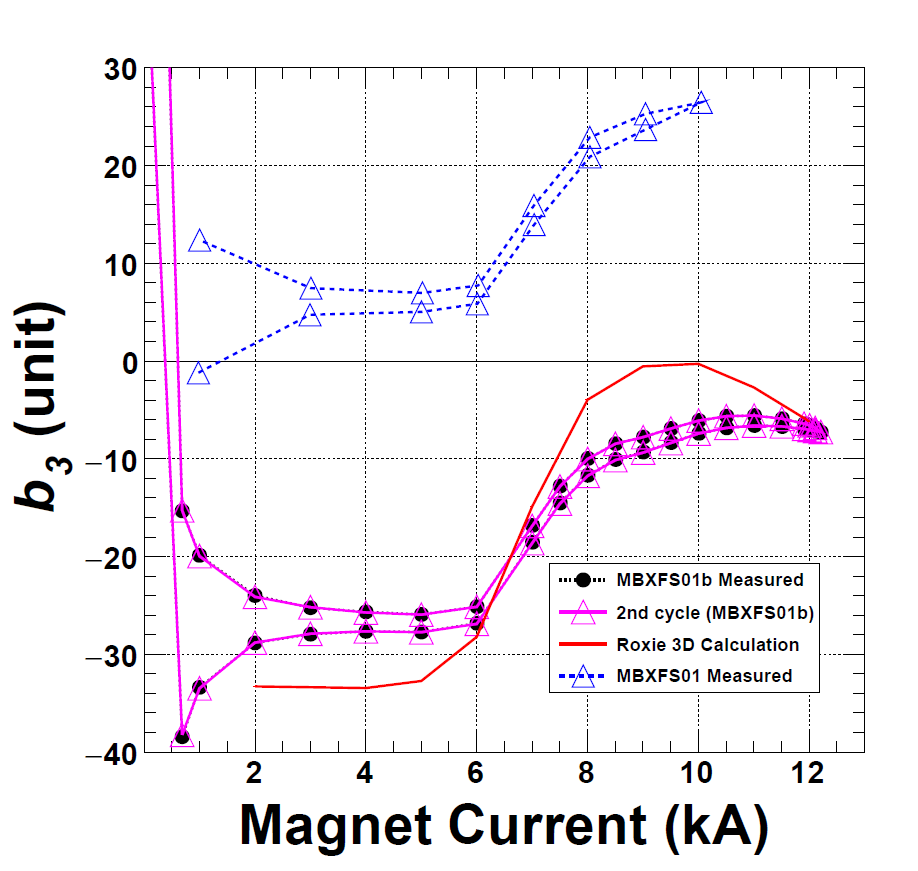 30
20
10
0
−10
−20
−30
−40
b3 (unit)
2 4 6 8 10 12
Magnet Current (kA)
MBXFS01b Measured
2nd cycle (MBXFS01b)
Roxie 3D Calculation
MBXFS01 Measured